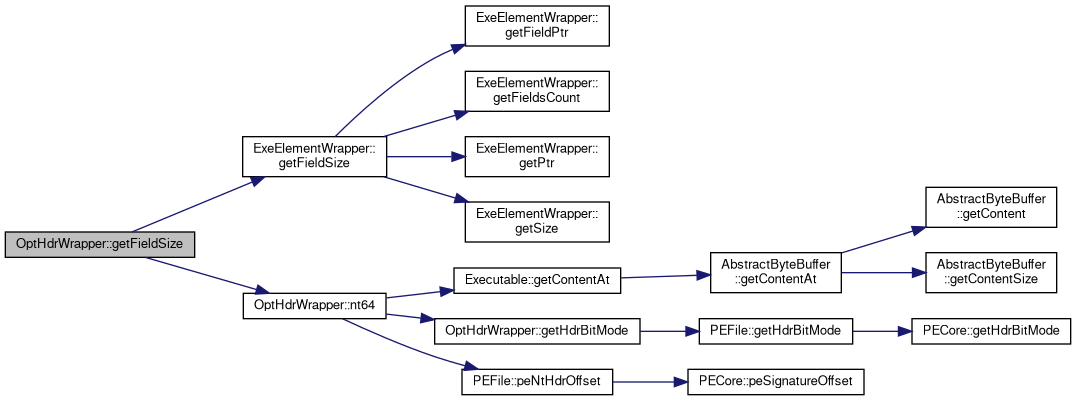 ExeElementWrapper::
getFieldPtr
ExeElementWrapper::
getFieldsCount
ExeElementWrapper::
getFieldSize
ExeElementWrapper::
getPtr
ExeElementWrapper::
getSize
OptHdrWrapper::getFieldSize
AbstractByteBuffer
::getContent
AbstractByteBuffer
::getContentAt
AbstractByteBuffer
::getContentSize
Executable::getContentAt
OptHdrWrapper::nt64
OptHdrWrapper::getHdrBitMode
PEFile::getHdrBitMode
PECore::getHdrBitMode
PEFile::peNtHdrOffset
PECore::peSignatureOffset